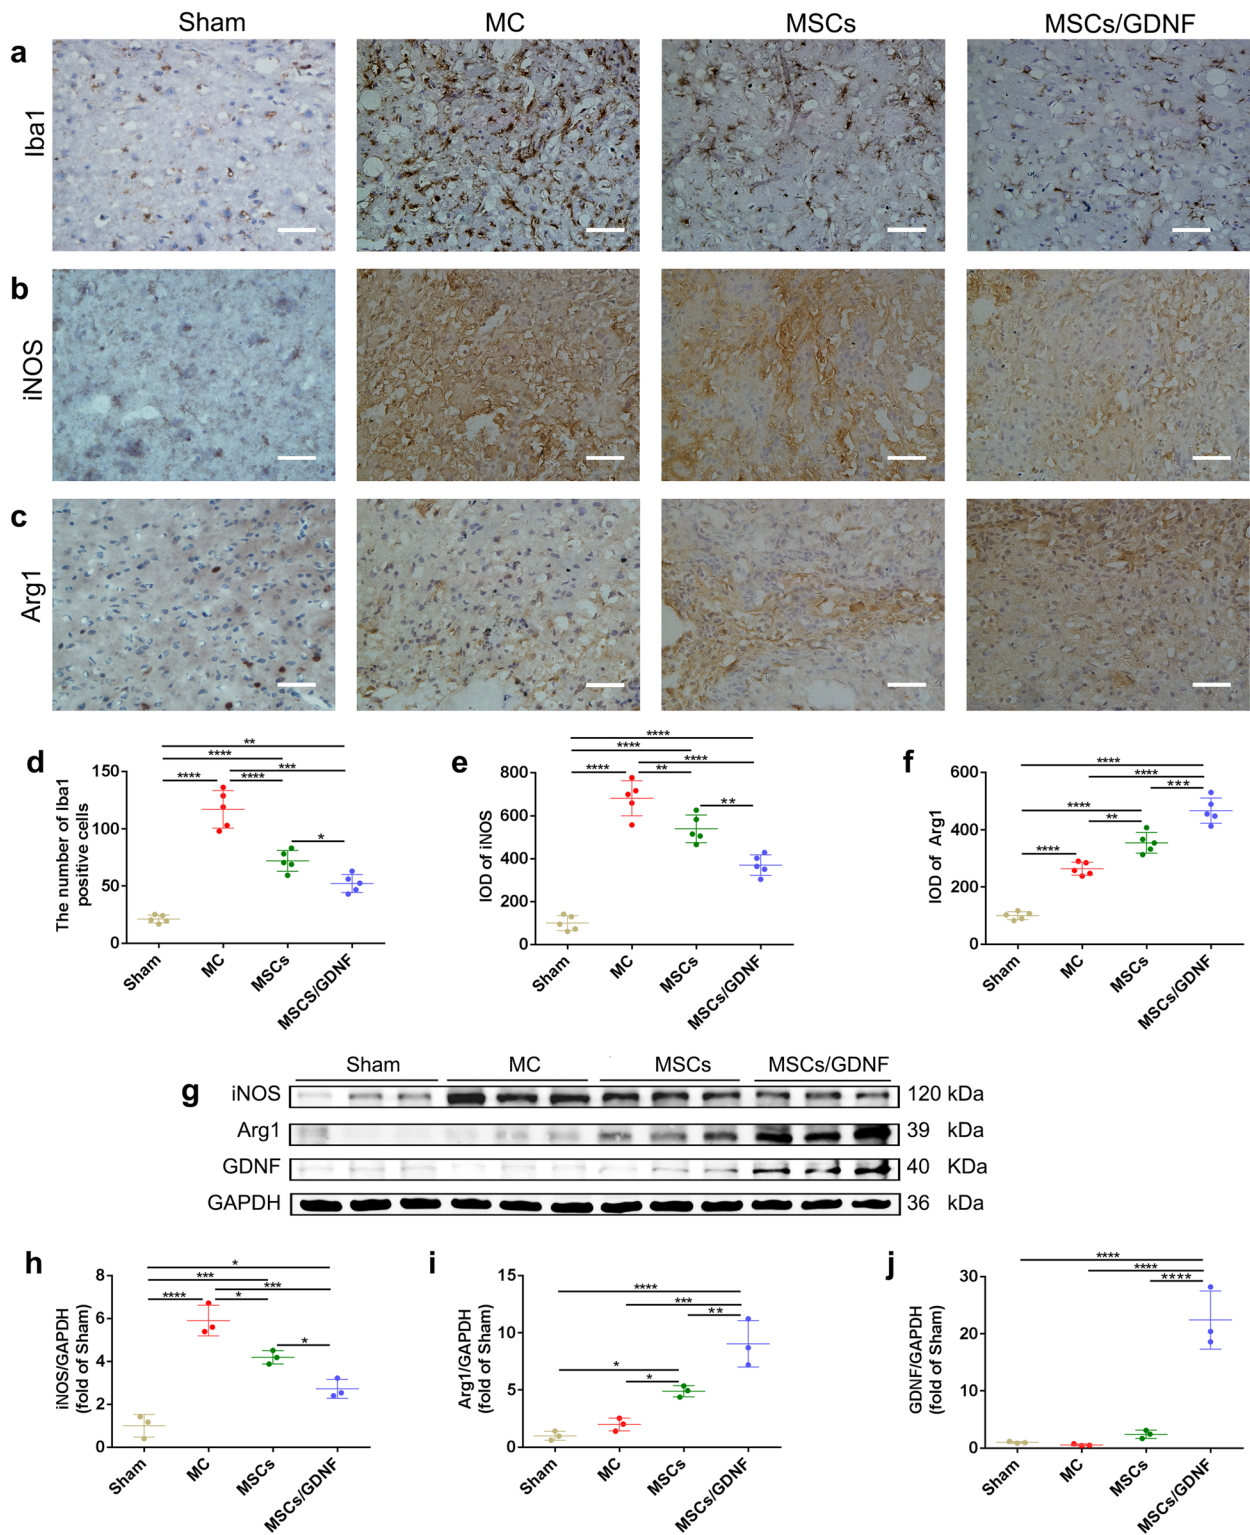 Sham MC MSCs MSCs/GDNF
a
Iba1
b
iNOS
c
Arg1
d
The number of Iba1
positive cells
150
100
50
0
**
****
***
**** ****
*
Sham MC MSCs MSCS/GDNF
e
IOD of iNOS
800
600
400
200
0
****
****
****
**** **
**
Sham MC MSCs MSCs/GDNF
f
IOD of Arg1
600
400
200
0
****
****
***
****
**
****
Sham MC MSCs MSCs/GDNF
g
Sham MC MSCs MSCs/GDNF
iNOS 120 kDa
Arg1 39 kDa
GDNF 40 KDa
GAPDH 36 kDa
h
iNOS/GAPDH
(fold of Sham)
8
6
4
2
0
*
***
***
**** *
*
Sham MC MSCs MSCs/GDNF
i
Arg1/GAPDH
(fold of Sham)
15
10
5
0
****
***
**
*
*
Sham MC MSCs MSCs/GDNF
j
GDNF/GAPDH
(fold of Sham)
30
20
10
0
****
****
****
Sham MC MSCs MSCs/GDNF